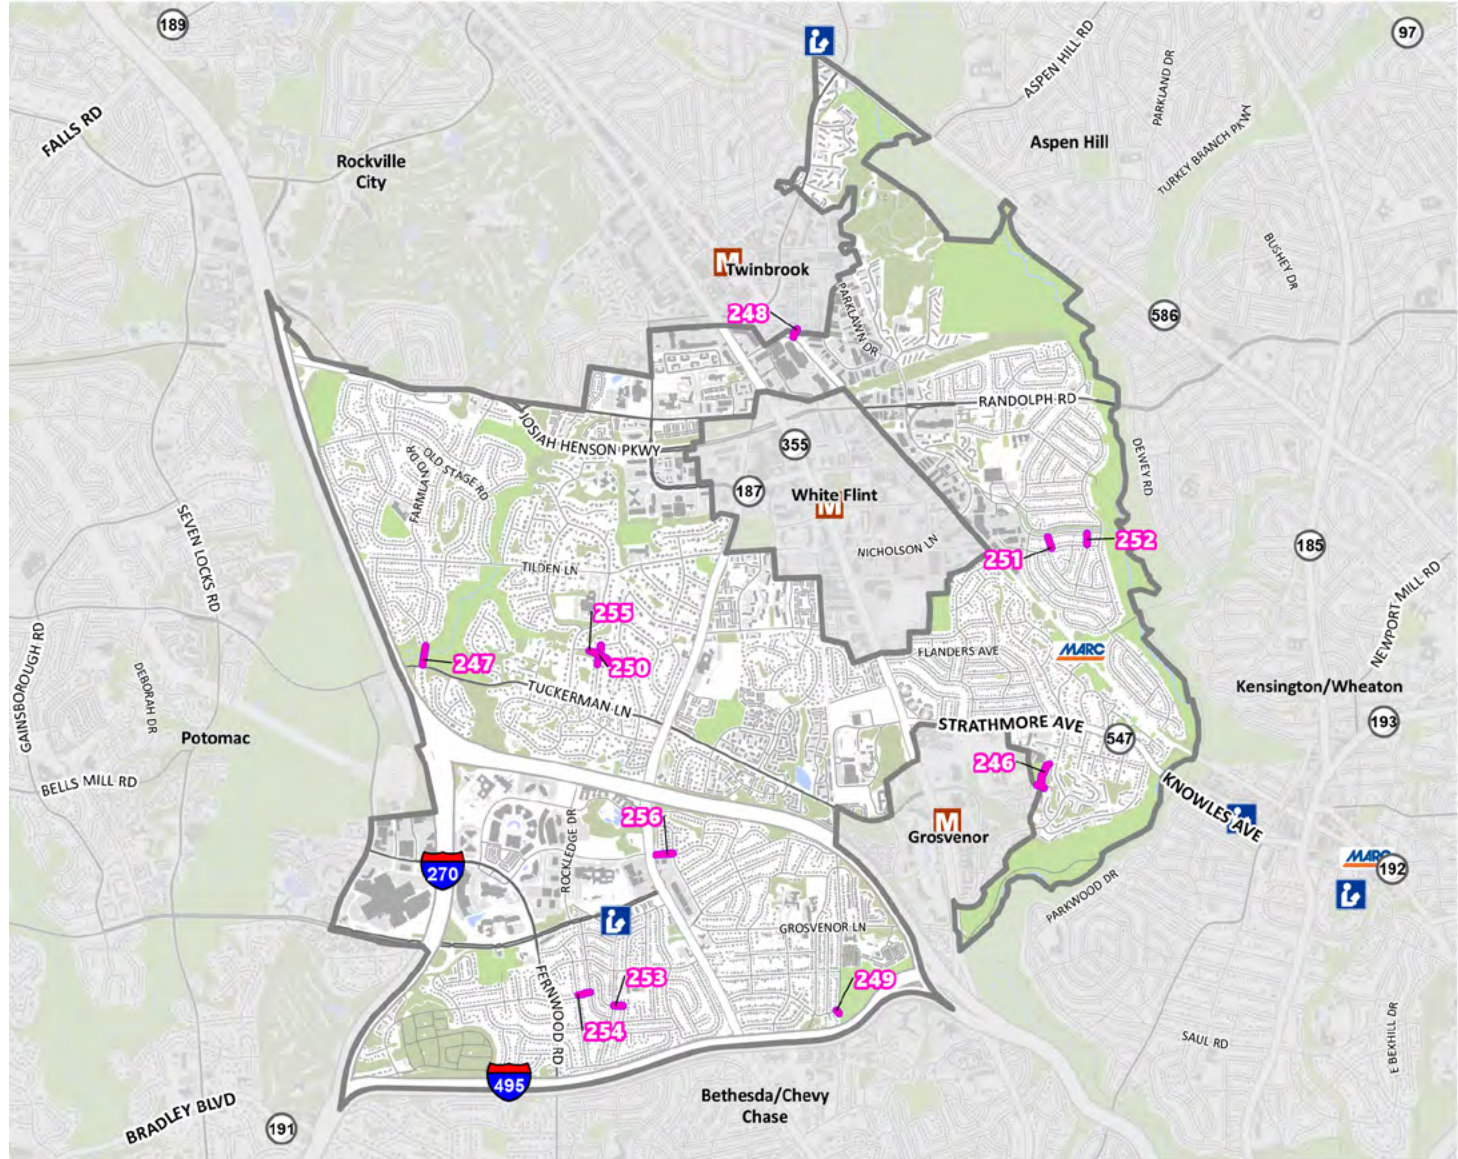 189
97
FALLS RD
ASPEN HILL RD
PARKLAND DR
Aspen Hill
TURKEY BRANCH PKWY
Rockville
City
M
Twinbrook
BUSHEY DR
248
PARKLAWN DR
586
RANDOLPH RD
JOSIAH HENSON PKWY
355
OLD STAGE RD
FARMLAND DR
DEWEY RD
187
White Flint
M
SEVEN LOCKS RD
NICHOLSON LN
251
252
185
TILDEN LN
NEWPORT MILL RD
255
GAINSBOROUGH RD
247
250
FLANDERS AVE
MARC
DEBORAH DR
TUCKERMAN LN
Kensington/Wheaton
STRATHMORE AVE
193
Potomac
547
246
BELLS MILL RD
KNOWLES AVE
256
M
Grosvenor
ROCKLEDGE DR
270
MARC
192
PARKWOOD DR
GROSVENOR LN
253
249
FERNWOOD RD
254
SAUL RD
E BEXHILL DR
495
Bethesda/Chevy
Chase
BRADLEY BLVD
191